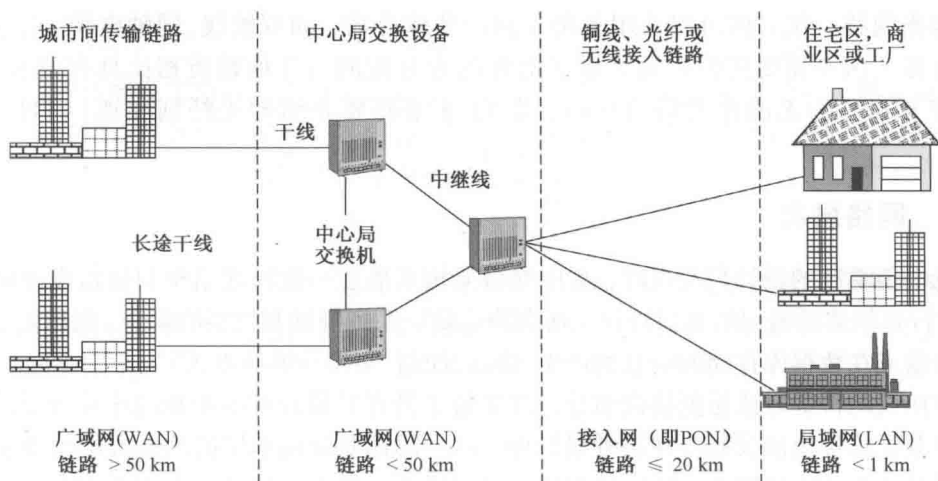 城市间传输链路
中心局交换设备
铜线、光纤或
无线接入链路
住宅区，商
业区或工厂
干线
中继线
长途干线
中心局
交换机
广域网(WAN)
链路 > 50 km
广域网(WAN)
链路 < 50 km
接入网（即PON）
链路 ≤ 20 km
局域网(LAN)
链路 < 1 km